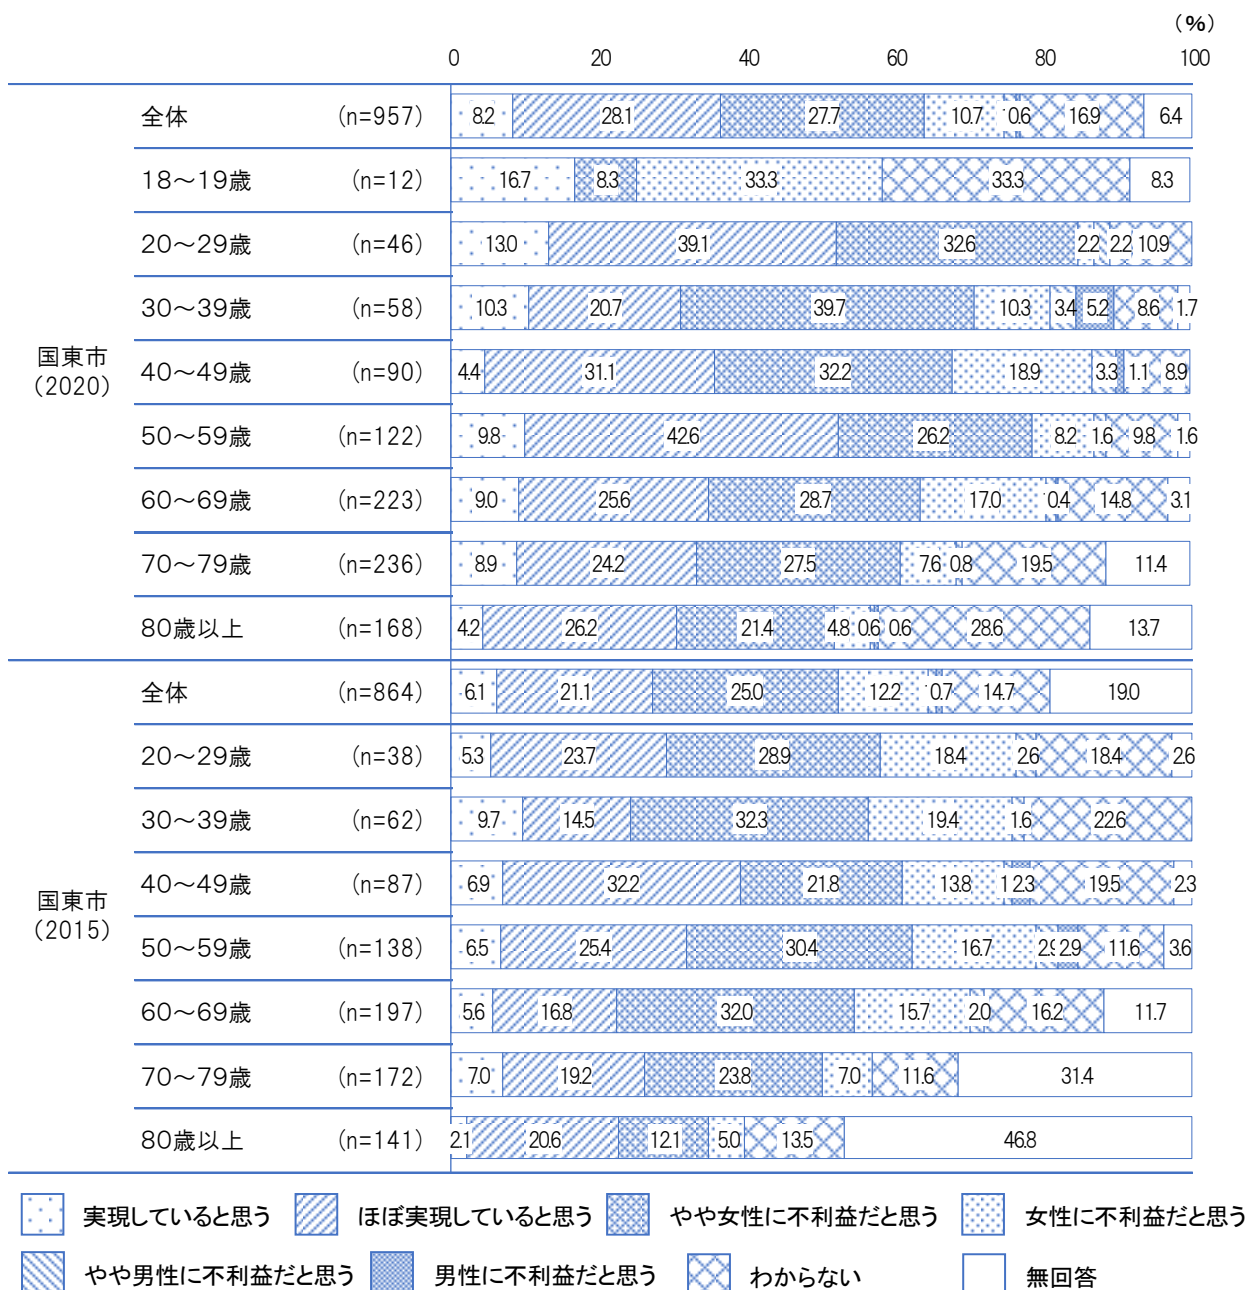 （%）
0 20 40 60 80 100
全体 （n=957） 8.2 28.1 27.7 10.7 0.6 16.9 6.4
18～19歳 （n=12） 16.7 8.3 33.3 33.3 8.3
20～29歳 （n=46） 13.0 39.1 32.6 2.2 2.2 10.9
30～39歳 （n=58） 10.3 20.7 39.7 10.3 3.4 5.2 8.6 1.7
国東市
（2020）
40～49歳 （n=90） 4.4 31.1 32.2 18.9 3.3 1.1 8.9
50～59歳 （n=122） 9.8 42.6 26.2 8.2 1.6 9.8 1.6
60～69歳 （n=223） 9.0 25.6 28.7 17.0 0.4 14.8 3.1
70～79歳 （n=236） 8.9 24.2 27.5 7.6 0.8 19.5 11.4
80歳以上 （n=168） 4.2 26.2 21.4 4.8 0.6 0.6 28.6 13.7
全体 （n=864） 6.1 21.1 25.0 12.2 0.7 14.7 19.0
20～29歳 （n=38） 5.3 23.7 28.9 18.4 2.6 18.4 2.6
30～39歳 （n=62） 9.7 14.5 32.3 19.4 1.6 22.6
40～49歳 （n=87） 6.9 32.2 21.8 13.8 2.3 19.5 2.3
国東市
（2015）
50～59歳 （n=138） 6.5 25.4 30.4 16.7 2.9 2.9 11.6 3.6
60～69歳 （n=197） 5.6 16.8 32.0 15.7 2.0 16.2 11.7
70～79歳 （n=172） 7.0 19.2 23.8 7.0 11.6 31.4
80歳以上 （n=141） 2.1 20.6 12.1 5.0 13.5 46.8
実現していると思う ほぼ実現していると思う やや女性に不利益だと思う 女性に不利益だと思う
やや男性に不利益だと思う 男性に不利益だと思う わからない 無回答